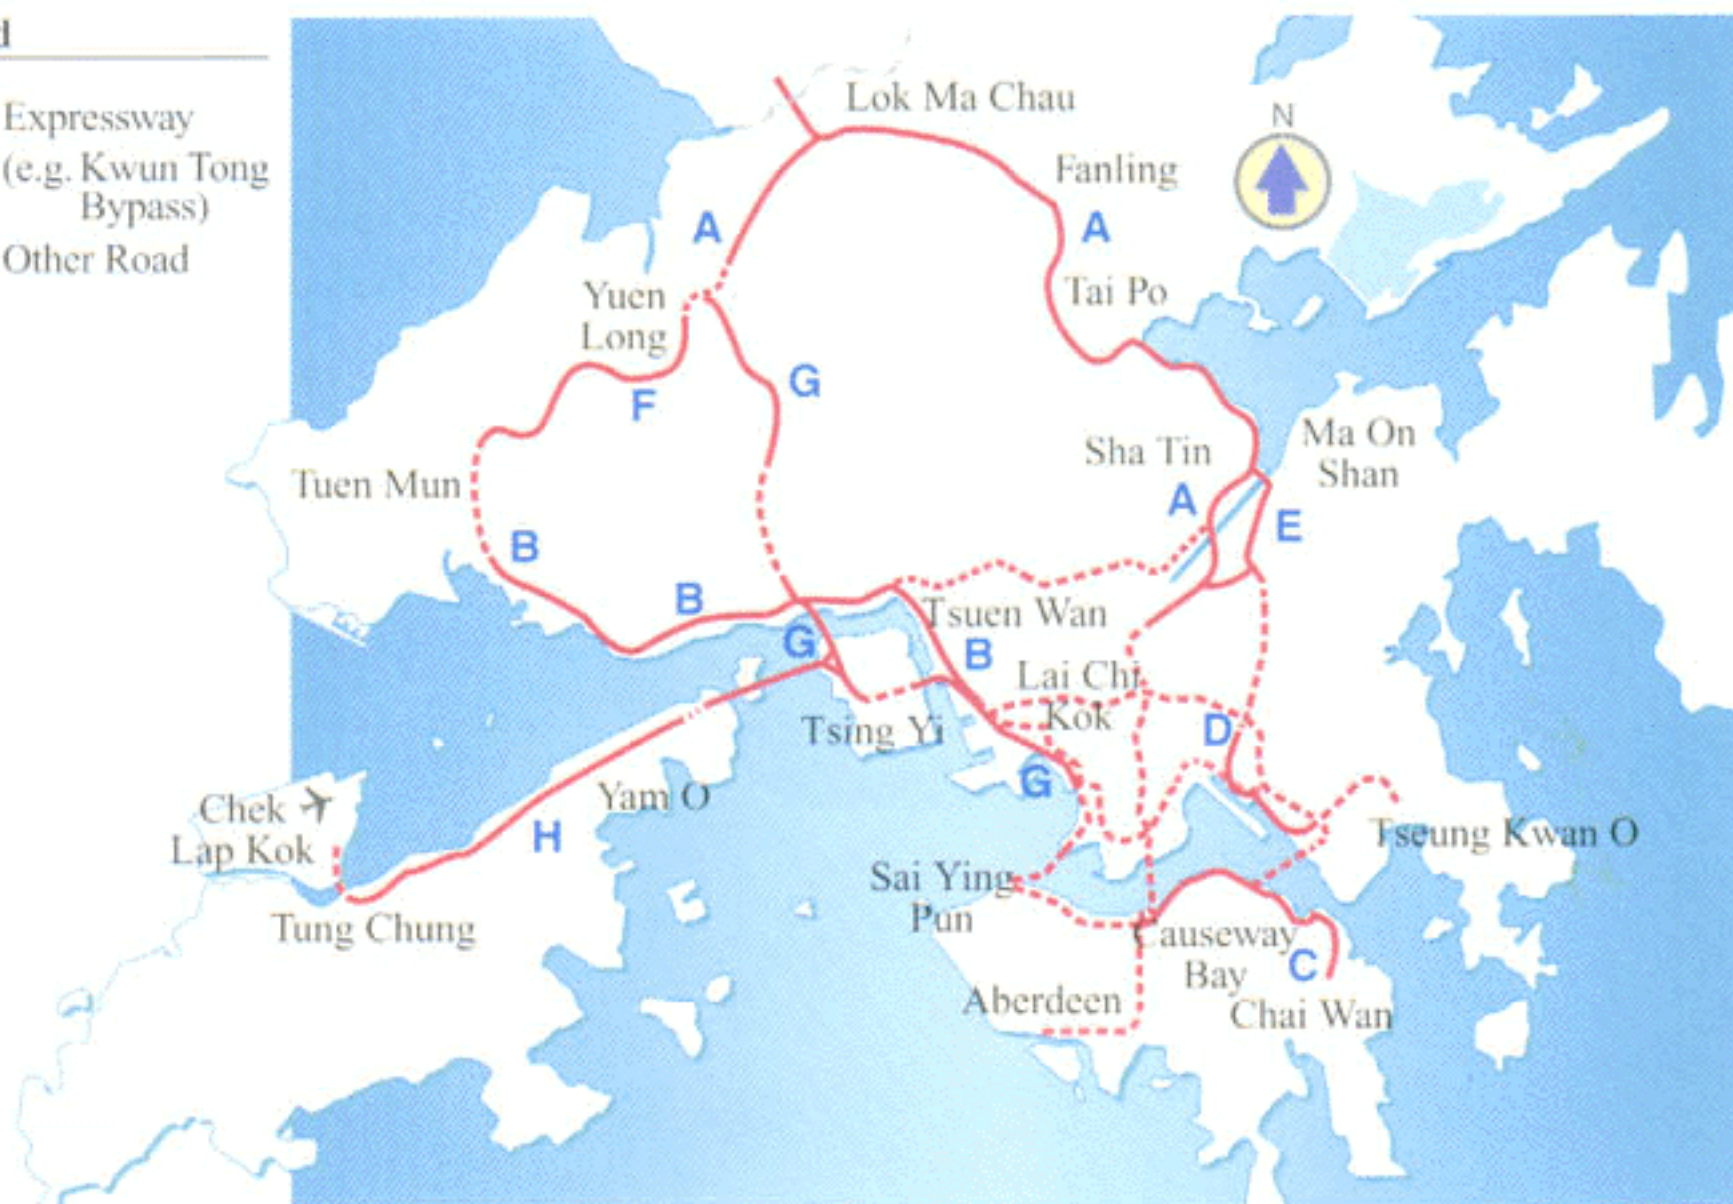 Expressway
(e.g. Kwun Tong
Bypass)
Other Road
Lok Ma Chau
N
Fanling
A
A
Tai Po
Yuen
Long
G
F
Ma On
Shan
Sha Tin
Tuen Mun
A
E
B
B
Tsuen Wan
G
B
Lai Chi
Kok
Tsing Yi
D
G
Yam O
Chek
Lap Kok
H
Tseung Kwan O
Sai Ying
Pun
Tung Chung
Causeway
Bay
C
Aberdeen
Chai Wan